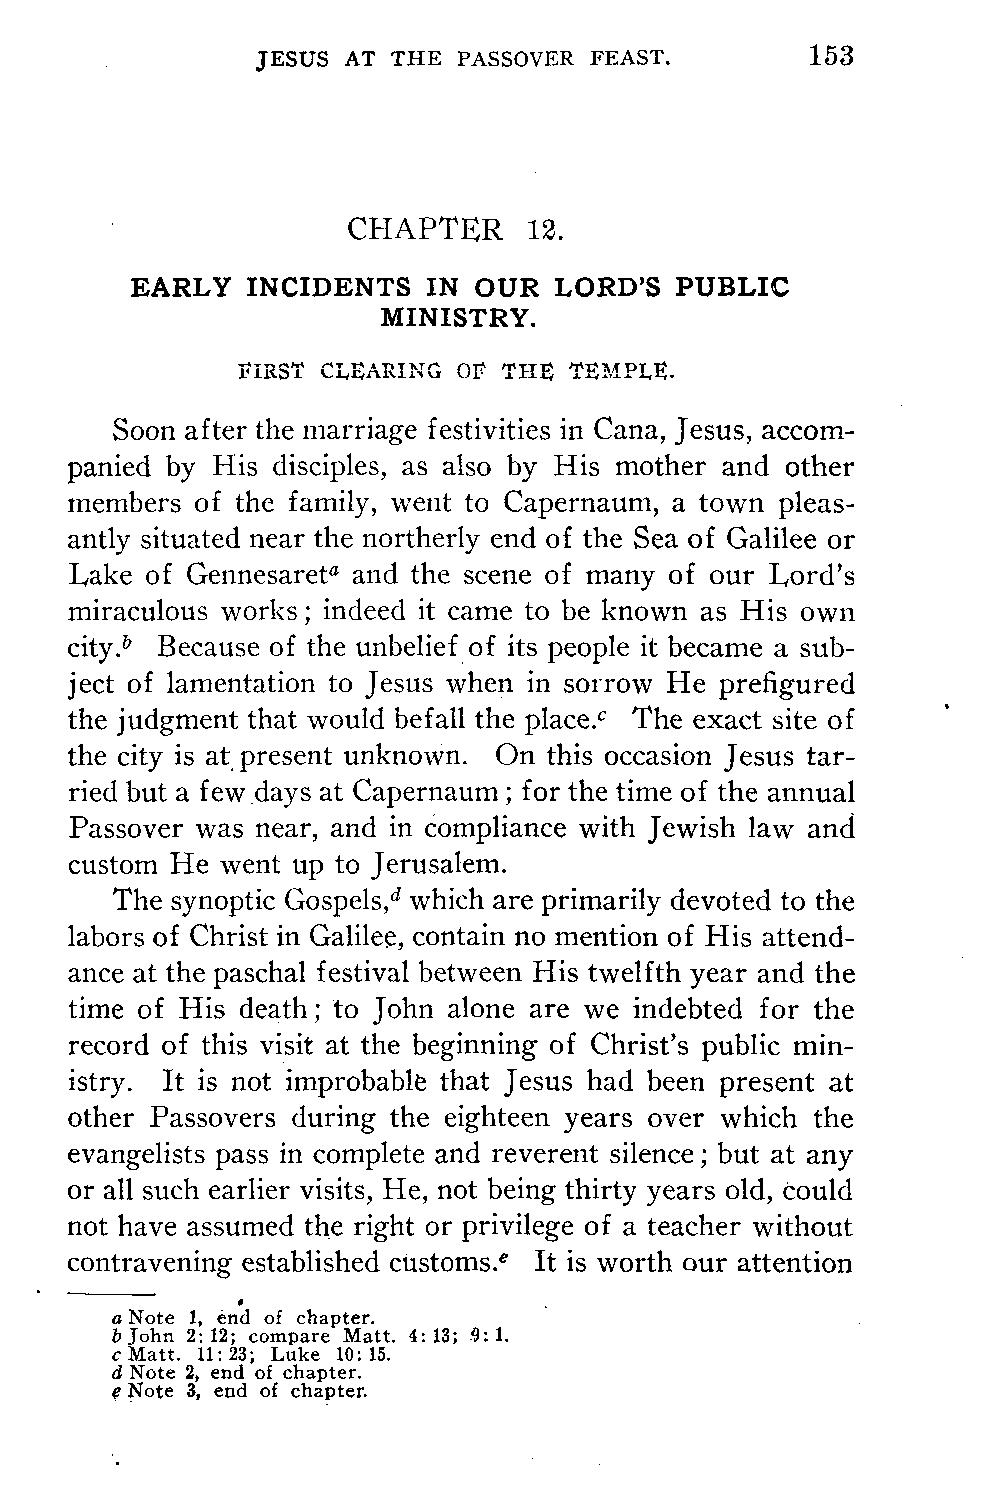 JESUS AT THE PASSOVER FEAST. 153
CHAPTER 12.
EARLY INCIDENTS IN OUR LORD'S PUBLIC
MINISTRY.
FIRST CLEARING OF THE TEMPLE.
Soon after the marriage festivities in Cana, Jesus, accom-
panied by His disciples, as also by His mother and other
members of the family, went to Capernaum, a town pleas-
antly situated near the northerly end of the Sea of Galilee or
Lake of Gennesaretᵃ and the scene of many of our Lord's
miraculous works; indeed it came to be known as His own
city.ᵇ Because of the unbelief of its people it became a sub-
ject of lamentation to Jesus when in sorrow He prefigured
the judgment that would befall the place.ᶜ The exact site of
the city is at present unknown. On this occasion Jesus tar-
ried but a few days at Capernaum; for the time of the annual
Passover was near, and in compliance with Jewish law and
custom He went up to Jerusalem.
The synoptic Gospels,ᵈ which are primarily devoted to the
labors of Christ in Galilee, contain no mention of His attend-
ance at the paschal festival between His twelfth year and the
time of His death; to John alone are we indebted for the
record of this visit at the beginning of Christ's public min-
istry. It is not improbable that Jesus had been present at
other Passovers during the eighteen years over which the
evangelists pass in complete and reverent silence; but at any
or all such earlier visits, He, not being thirty years old, could
not have assumed the right or privilege of a teacher without
contravening established customs.ᵉ It is worth our attention
a Note 1, end of chapter.
b John 2:12; compare Matt. 4:13; 9:1.
c Matt. 11:23; Luke 10:15.
d Note 2, end of chapter.
e Note 3, end of chapter.